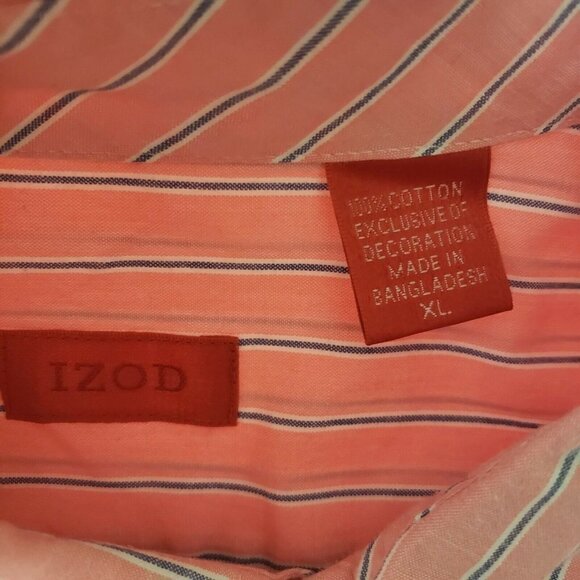 100% COTTON
EXCLUSIVE OF
DECORATION
MADE IN
BANGLADESH
XL
IZOD